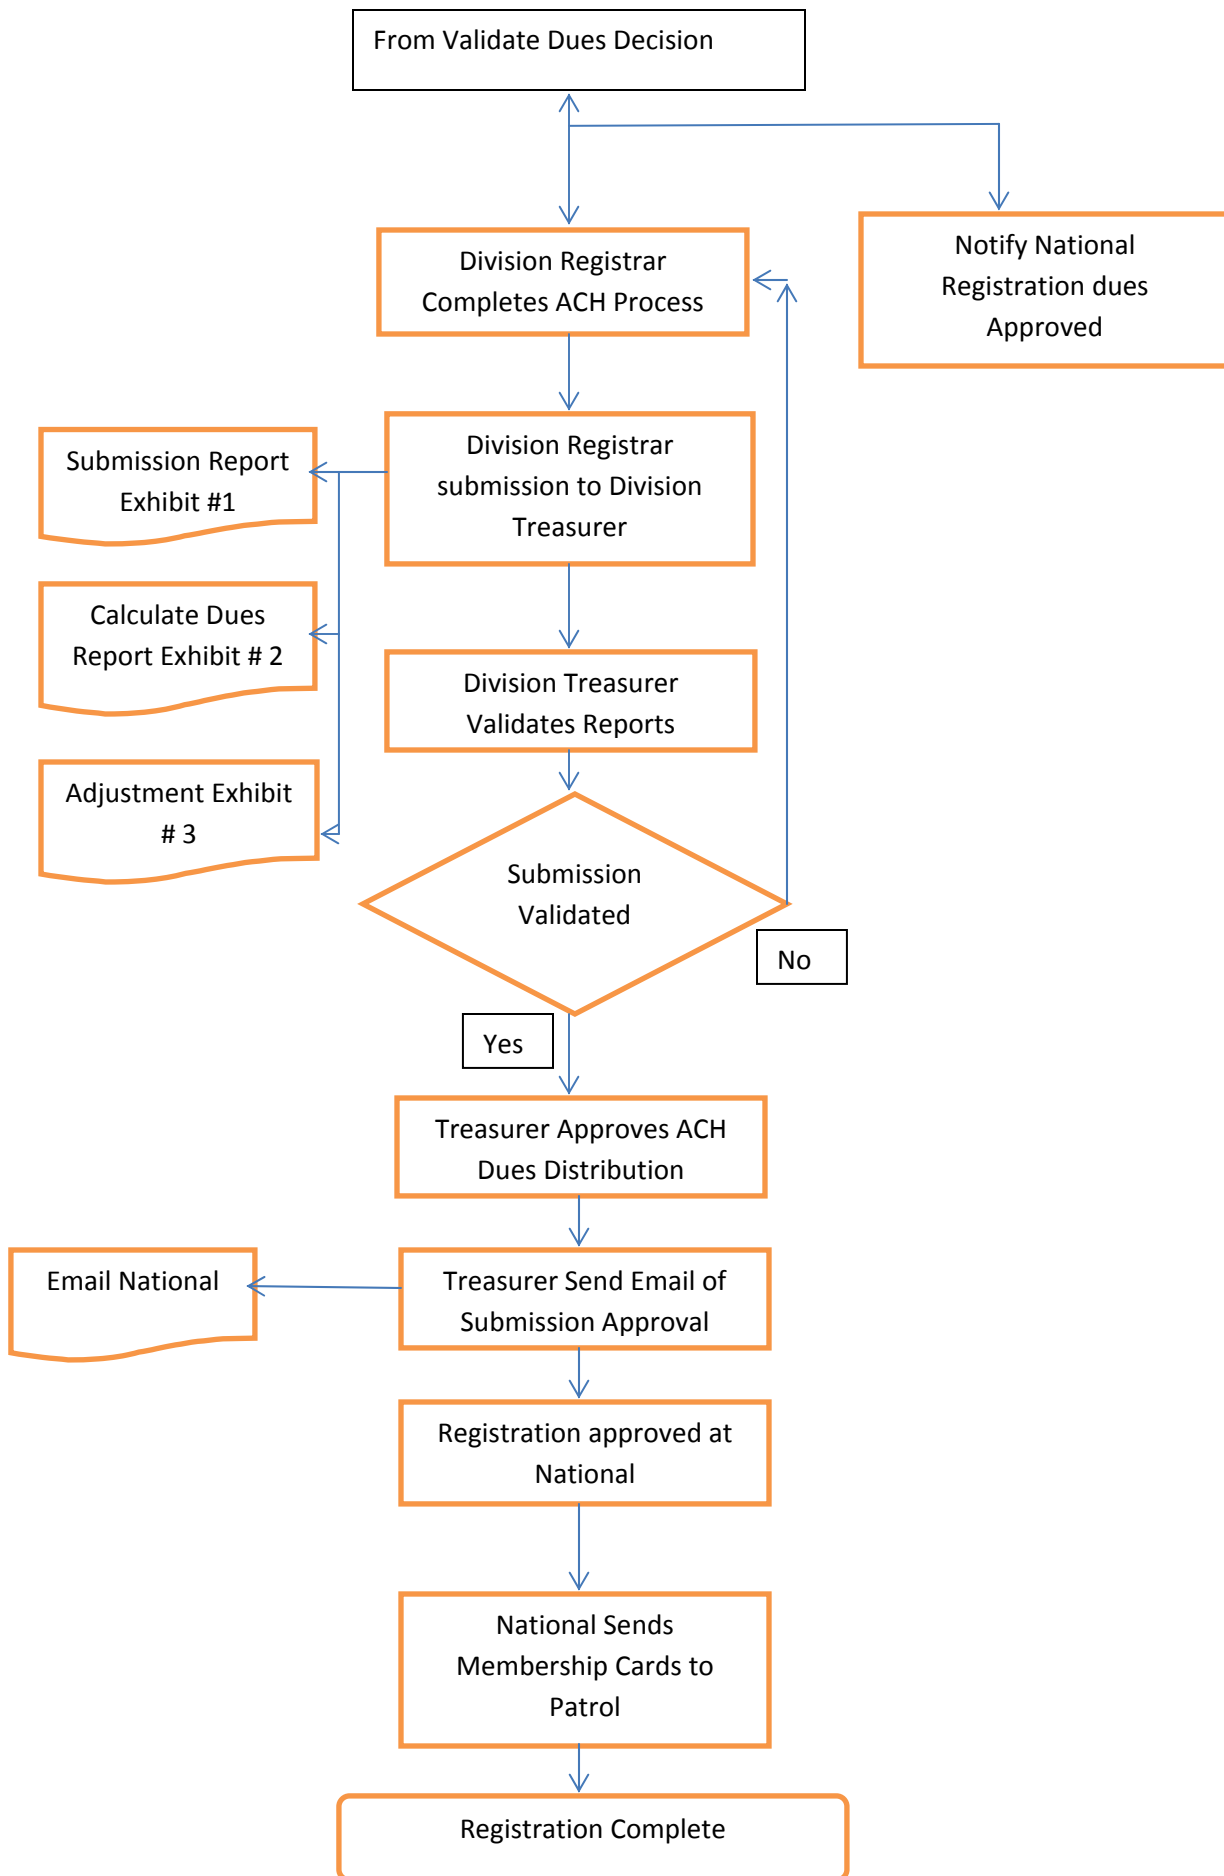 From Validate Dues Decision
Notify National
Registration dues
Approved
Division Registrar
Completes ACH Process
Submission Report
Exhibit #1
Division Registrar
submission to Division
Treasurer
Calculate Dues
Report Exhibit # 2
Division Treasurer
Validates Reports
Adjustment Exhibit
# 3
Submission
Validated
No
Yes
Treasurer Approves ACH
Dues Distribution
Email National
Treasurer Send Email of
Submission Approval
Registration approved at
National
National Sends
Membership Cards to
Patrol
Registration Complete